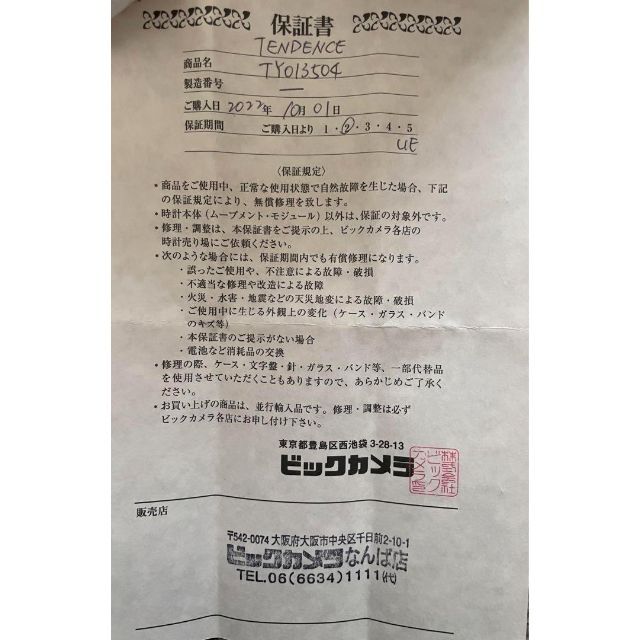 保証書
TENDENCE
商品名 TY013504
製造番号 —
ご購入日 2022年 10月 01日
保証期間 ご購入日より 1・2・3・4・5
〈保証規定〉
・商品をご使用中、正常な使用状態で自然故障を生じた場合、下記
の保証規定により、無償修理を致します。
・時計本体（ムーブメント・モジュール）以外は、保証の対象外です。
・修理・調整は、本保証書をご提示の上、ビックカメラ各店の
時計売り場にご依頼ください。
・次のような場合には、保証期間内でも有償修理になります。
・誤ったご使用や、不注意による故障・破損
・不適当な修理や改造による故障
・火災・水害・地震などの天災地変による故障・破損
・ご使用中に生じる外観上の変化（ケース・ガラス・バンド
のキズ等）
・本保証書のご提示がない場合
・電池など消耗品の交換
・修理の際、ケース・文字盤・針・ガラス・バンド等、一部代替品
を使用させていただくこともありますので、あらかじめご了承く
ださい。
・お買い上げの商品は、並行輸入品です。修理・調整は必ず
ビックカメラ各店にお申し付け下さい。
東京都豊島区西池袋 3-28-13
ビックカメラ
株式会社
ビック
カメラ
販売店
〒542-0074 大阪府大阪市中央区千日前2-10-1
ビックカメラ なんば店
TEL.06(6634)1111(代)